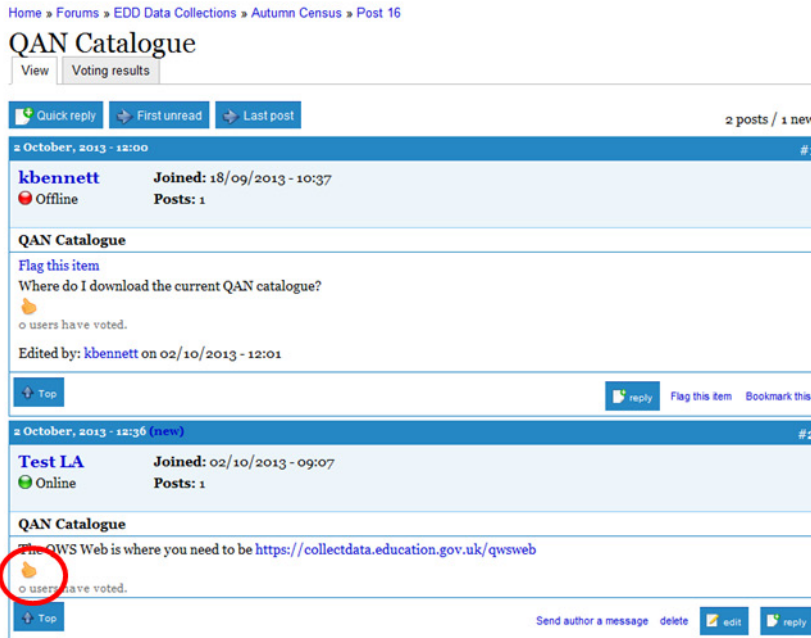 Home » Forums » EDD Data Collections » Autumn Census » Post 16
QAN Catalogue
View Voting results
Quick reply First unread Last post
2 posts / 1 new
2 October, 2013 - 12:00 #
kbennett Joined: 18/09/2013 - 10:37
Offline Posts: 1
QAN Catalogue
Flag this item
Where do I download the current QAN catalogue?
0 users have voted.
Edited by: kbennett on 02/10/2013 - 12:01
Top reply Flag this item Bookmark this
2 October, 2013 - 12:36 (new) #2
Test LA Joined: 02/10/2013 - 09:07
Online Posts: 1
QAN Catalogue
The QWS Web is where you need to be https://collectdata.education.gov.uk/qwsweb
0 users have voted.
Top Send author a message delete edit reply